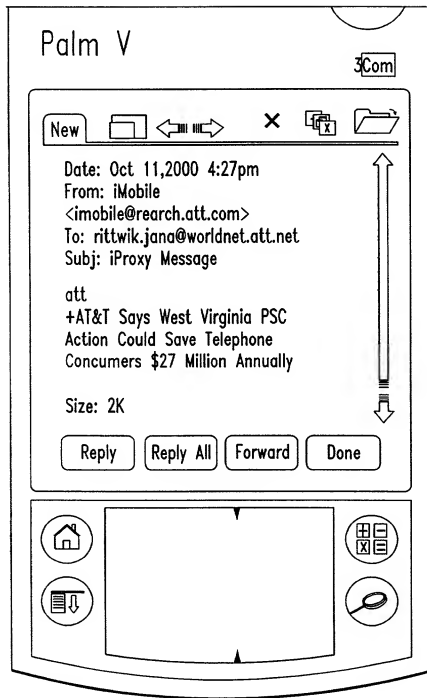 Palm V
3Com
New
Date: Oct 11,2000 4:27pm
From: iMobile
<imobile@rearch.att.com>
To: rittwik.jana@worldnet.att.net
Subj: iProxy Message
att
+AT&T Says West Virginia PSC
Action Could Save Telephone
Concumers $27 Million Annually
Size: 2K
Reply Reply All Forward Done